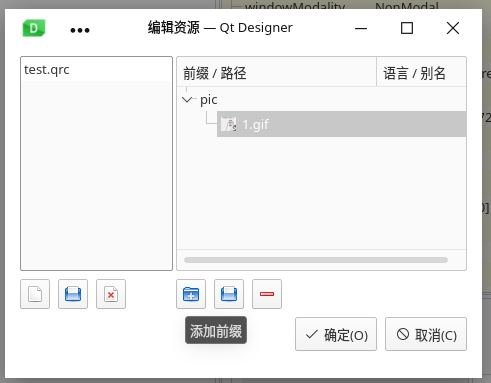 windowModality NonModal
D
编辑资源 — Qt Designer
test.qrc
前缀 / 路径 语言 / 别名
pic
1.gif
添加前缀
确定(O) 取消(C)